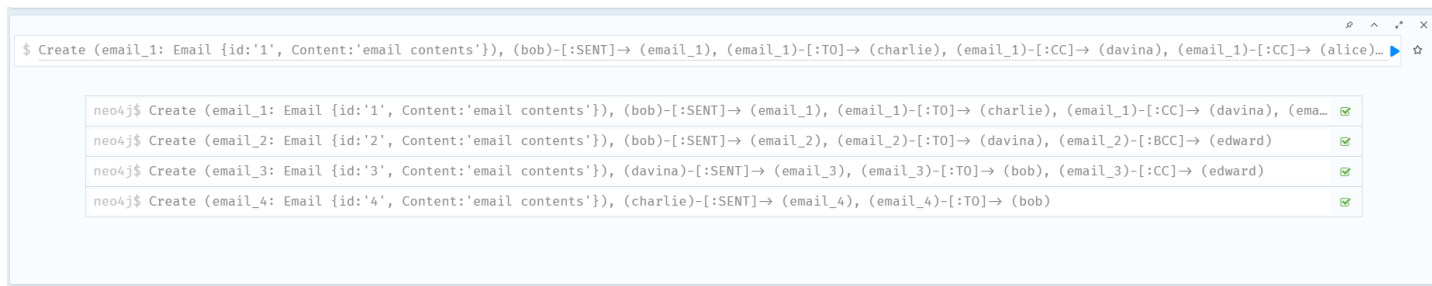 $ Create (email_1: Email {id:'1', Content:'email contents'}), (bob)-[:SENT]→ (email_1), (email_1)-[:TO]→ (charlie), (email_1)-[:CC]→ (davina), (email_1)-[:CC]→ (alice)…
neo4j$ Create (email_1: Email {id:'1', Content:'email contents'}), (bob)-[:SENT]→ (email_1), (email_1)-[:TO]→ (charlie), (email_1)-[:CC]→ (davina), (ema…
neo4j$ Create (email_2: Email {id:'2', Content:'email contents'}), (bob)-[:SENT]→ (email_2), (email_2)-[:TO]→ (davina), (email_2)-[:BCC]→ (edward)
neo4j$ Create (email_3: Email {id:'3', Content:'email contents'}), (davina)-[:SENT]→ (email_3), (email_3)-[:TO]→ (bob), (email_3)-[:CC]→ (edward)
neo4j$ Create (email_4: Email {id:'4', Content:'email contents'}), (charlie)-[:SENT]→ (email_4), (email_4)-[:TO]→ (bob)